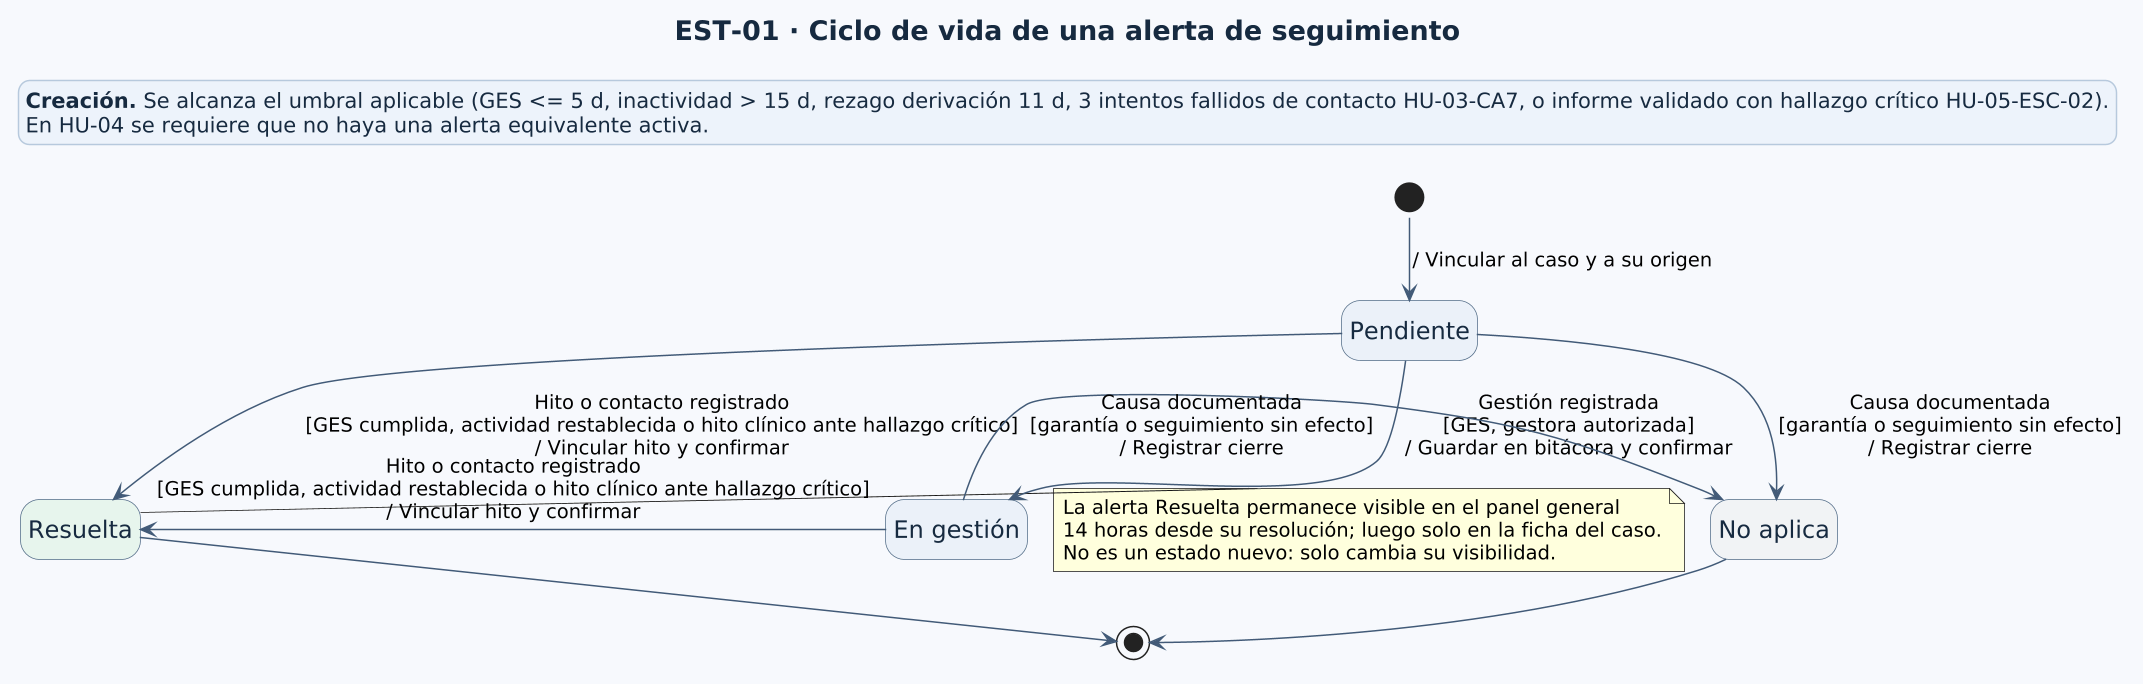 EST-01 · Ciclo de vida de una alerta de seguimiento
Creación. Se alcanza el umbral aplicable (GES <= 5 d, inactividad > 15 d, rezago derivación 11 d, 3 intentos fallidos de contacto HU-03-CA7, o informe validado con hallazgo crítico HU-05-ESC-02).
En HU-04 se requiere que no haya una alerta equivalente activa.
/ Vincular al caso y a su origen
Pendiente
Hito o contacto registrado
[GES cumplida, actividad restablecida o hito clínico ante hallazgo crítico]
/ Vincular hito y confirmar
Causa documentada
[garantía o seguimiento sin efecto]
/ Registrar cierre
Gestión registrada
[GES, gestora autorizada]
/ Guardar en bitácora y confirmar
Causa documentada
[garantía o seguimiento sin efecto]
/ Registrar cierre
Hito o contacto registrado
[GES cumplida, actividad restablecida o hito clínico ante hallazgo crítico]
/ Vincular hito y confirmar
Resuelta
En gestión
La alerta Resuelta permanece visible en el panel general
14 horas desde su resolución; luego solo en la ficha del caso.
No es un estado nuevo: solo cambia su visibilidad.
No aplica